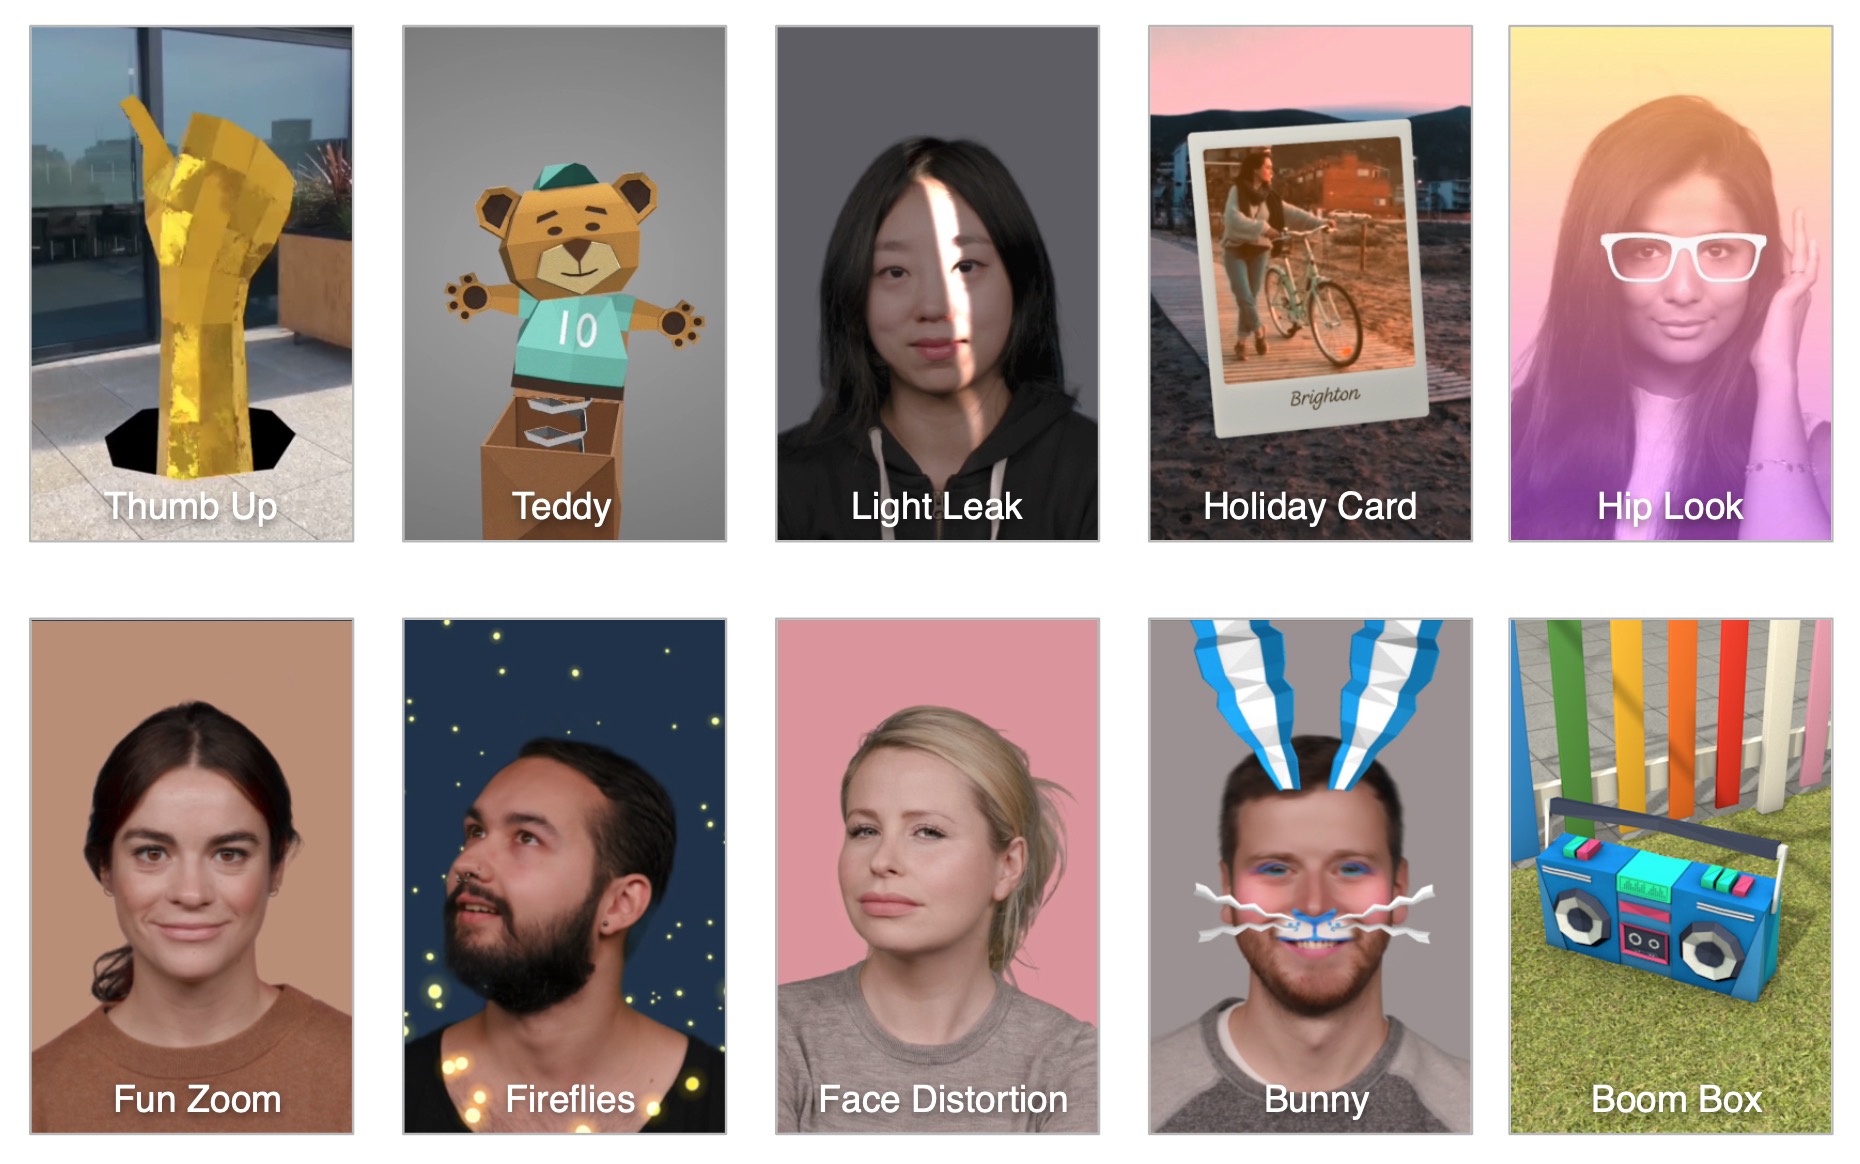 10
Thumb Up
Teddy
Light Leak
Brighton
Holiday Card
Hip Look
Fun Zoom
Fireflies
Face Distortion
Bunny
Boom Box